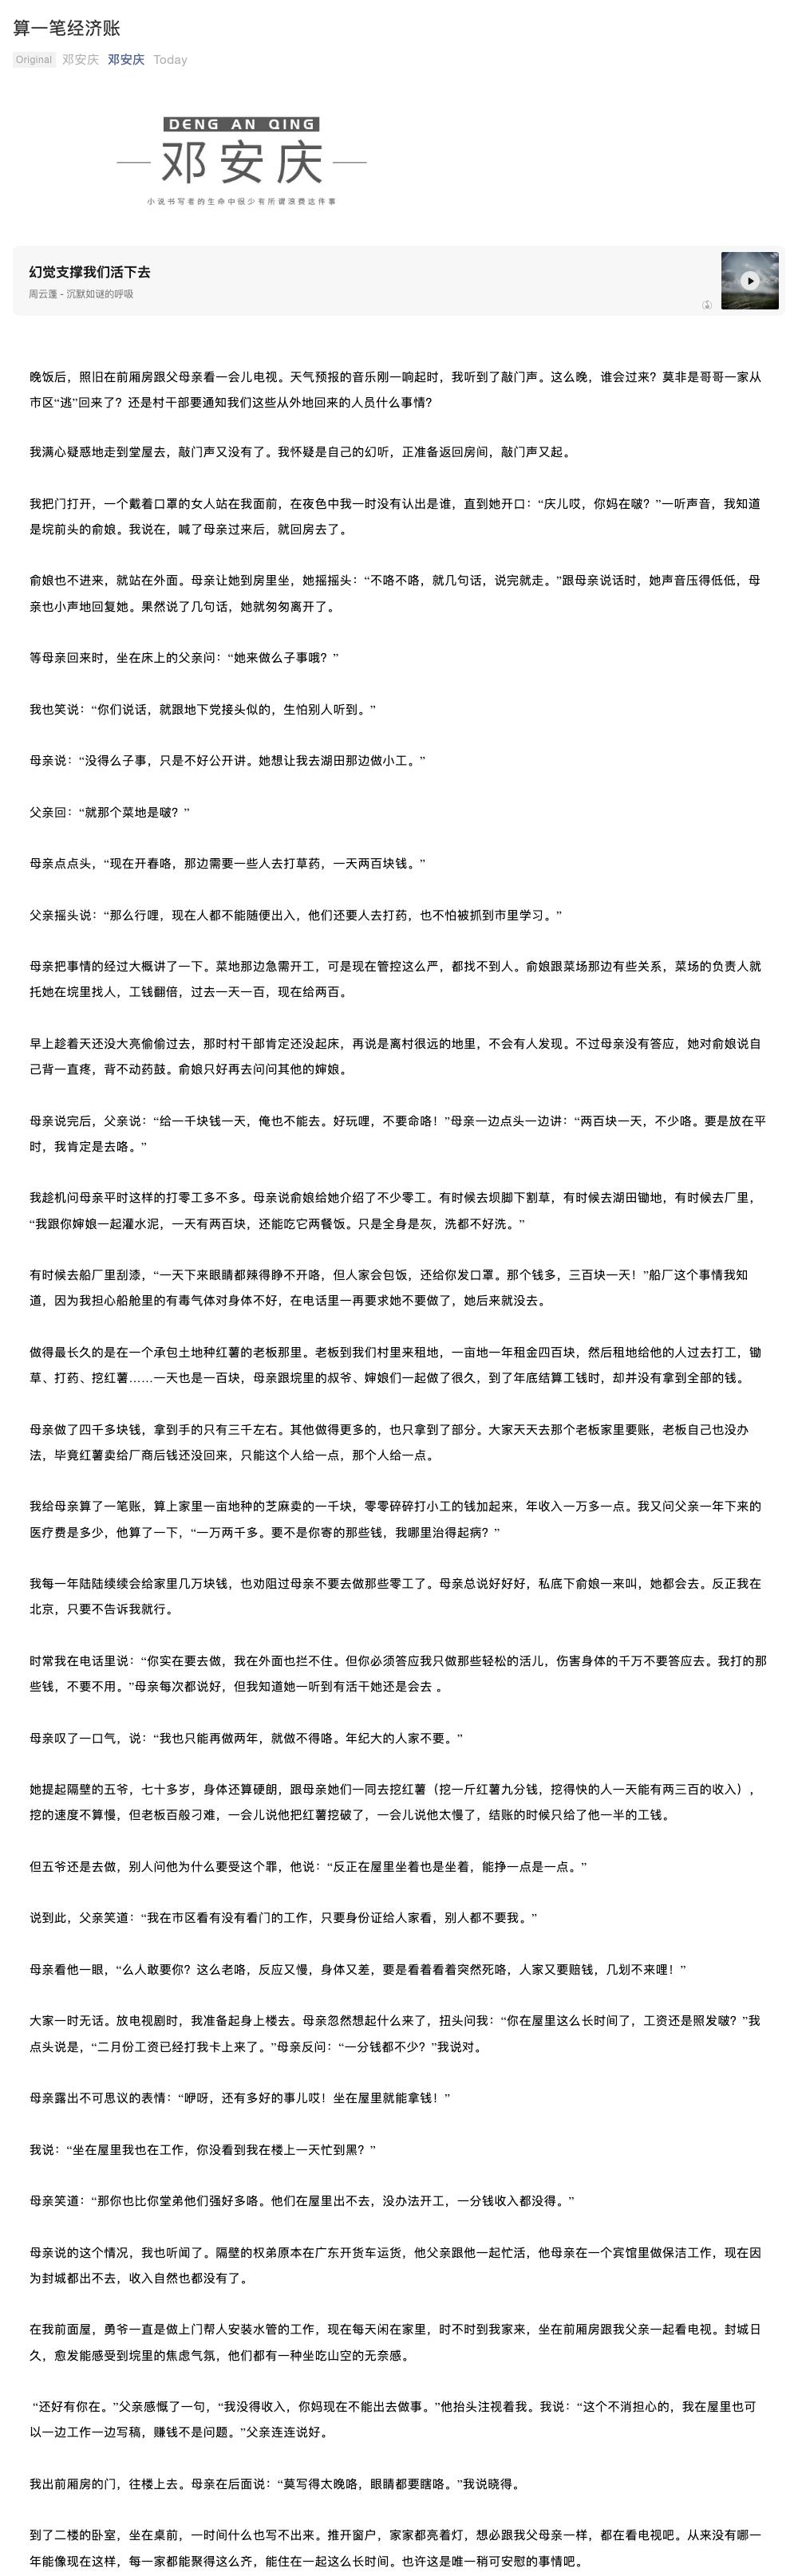 算一笔经济账
Original 邓安庆 邓安庆 Today
DENG AN QING
邓安庆
小说书写者的生命中很少有所谓浪费这件事
幻觉支撑我们活下去
周云蓬 - 沉默如谜的呼吸
晚饭后，照旧在前厢房跟父母亲看一会儿电视。天气预报的音乐刚一响起时，我听到了敲门声。这么晚，谁会过来？莫非是哥哥一家从
市区“逃”回来了？还是村干部要通知我们这些从外地回来的人员什么事情？
我满心疑惑地走到堂屋去，敲门声又没有了。我怀疑是自己的幻听，正准备返回房间，敲门声又起。
我把门打开，一个戴着口罩的女人站在我面前，在夜色中我一时没有认出是谁，直到她开口：“庆儿哎，你妈在啵？”一听声音，我知道
是垸前头的俞娘。我说在，喊了母亲过来后，就回房去了。
俞娘也不进来，就站在外面。母亲让她到房里坐，她摇摇头：“不咯不咯，就几句话，说完就走。”跟母亲说话时，她声音压得低低，母
亲也小声地回复她。果然说了几句话，她就匆匆离开了。
等母亲回来时，坐在床上的父亲问：“她来做么子事哦？”
我也笑说：“你们说话，就跟地下党接头似的，生怕别人听到。”
母亲说：“没得么子事，只是不好公开讲。她想让我去湖田那边做小工。”
父亲回：“就那个菜地是啵？”
母亲点点头，“现在开春咯，那边需要一些人去打草药，一天两百块钱。”
父亲摇头说：“那么行哩，现在人都不能随便出入，他们还要人去打药，也不怕被抓到市里学习。”
母亲把事情的经过大概讲了一下。菜地那边急需开工，可是现在管控这么严，都找不到人。俞娘跟菜场那边有些关系，菜场的负责人就
托她在垸里找人，工钱翻倍，过去一天一百，现在给两百。
早上趁着天还没大亮偷偷过去，那时村干部肯定还没起床，再说是离村很远的地里，不会有人发现。不过母亲没有答应，她对俞娘说自
己背一直疼，背不动药鼓。俞娘只好再去问问其他的婶娘。
母亲说完后，父亲说：“给一千块钱一天，俺也不能去。好玩哩，不要命咯！”母亲一边点头一边讲：“两百块一天，不少咯。要是放在平
时，我肯定是去咯。”
我趁机问母亲平时这样的打零工多不多。母亲说俞娘给她介绍了不少零工。有时候去坝脚下割草，有时候去湖田锄地，有时候去厂里，
“我跟你婶娘一起灌水泥，一天有两百块，还能吃它两餐饭。只是全身是灰，洗都不好洗。”
有时候去船厂里刮漆，“一天下来眼睛都辣得睁不开咯，但人家会包饭，还给你发口罩。那个钱多，三百块一天！”船厂这个事情我知
道，因为我担心船舱里的有毒气体对身体不好，在电话里一再要求她不要做了，她后来就没去。
做得最长久的是在一个承包土地种红薯的老板那里。老板到我们村里来租地，一亩地一年租金四百块，然后租地给他的人过去打工，锄
草、打药、挖红薯……一天也是一百块，母亲跟垸里的叔爷、婶娘们一起做了很久，到了年底结算工钱时，却并没有拿到全部的钱。
母亲做了四千多块钱，拿到手的只有三千左右。其他做得更多的，也只拿到了部分。大家天天去那个老板家里要账，老板自己也没办
法，毕竟红薯卖给厂商后钱还没回来，只能这个人给一点，那个人给一点。
我给母亲算了一笔账，算上家里一亩地种的芝麻卖的一千块，零零碎碎打小工的钱加起来，年收入一万多一点。我又问父亲一年下来的
医疗费是多少，他算了一下，“一万两千多。要不是你寄的那些钱，我哪里治得起病？”
我每一年陆陆续续会给家里几万块钱，也劝阻过母亲不要去做那些零工了。母亲总说好好好，私底下俞娘一来叫，她都会去。反正我在
北京，只要不告诉我就行。
时常我在电话里说：“你实在要去做，我在外面也拦不住。但你必须答应我只做那些轻松的活儿，伤害身体的千万不要答应去。我打的那
些钱，不要不用。”母亲每次都说好，但我知道她一听到有活干她还是会去 。
母亲叹了一口气，说：“我也只能再做两年，就做不得咯。年纪大的人家不要。”
她提起隔壁的五爷，七十多岁，身体还算硬朗，跟母亲她们一同去挖红薯（挖一斤红薯九分钱，挖得快的人一天能有两三百的收入），
挖的速度不算慢，但老板百般刁难，一会儿说他把红薯挖破了，一会儿说他太慢了，结账的时候只给了他一半的工钱。
但五爷还是去做，别人问他为什么要受这个罪，他说：“反正在屋里坐着也是坐着，能挣一点是一点。”
说到此，父亲笑道：“我在市区看有没有看门的工作，只要身份证给人家看，别人都不要我。”
母亲看他一眼，“么人敢要你？这么老咯，反应又慢，身体又差，要是看着看着突然死咯，人家又要赔钱，几划不来哩！”
大家一时无话。放电视剧时，我准备起身上楼去。母亲忽然想起什么来了，扭头问我：“你在屋里这么长时间了，工资还是照发啵？”我
点头说是，“二月份工资已经打我卡上来了。”母亲反问：“一分钱都不少？”我说对。
母亲露出不可思议的表情：“咿呀，还有多好的事儿哎！坐在屋里就能拿钱！”
我说：“坐在屋里我也在工作，你没看到我在楼上一天忙到黑？”
母亲笑道：“那你也比你堂弟他们强好多咯。他们在屋里出不去，没办法开工，一分钱收入都没得。”
母亲说的这个情况，我也听闻了。隔壁的权弟原本在广东开货车运货，他父亲跟他一起忙活，他母亲在一个宾馆里做保洁工作，现在因
为封城都出不去，收入自然也都没有了。
在我前面屋，勇爷一直是做上门帮人安装水管的工作，现在每天闲在家里，时不时到我家来，坐在前厢房跟我父亲一起看电视。封城日
久，愈发能感受到垸里的焦虑气氛，他们都有一种坐吃山空的无奈感。
“还好有你在。”父亲感慨了一句，“我没得收入，你妈现在不能出去做事。”他抬头注视着我。我说：“这个不消担心的，我在屋里也可
以一边工作一边写稿，赚钱不是问题。”父亲连连说好。
我出前厢房的门，往楼上去。母亲在后面说：“莫写得太晚咯，眼睛都要瞎咯。”我说晓得。
到了二楼的卧室，坐在桌前，一时间什么也写不出来。推开窗户，家家都亮着灯，想必跟我父母亲一样，都在看电视吧。从来没有哪一
年能像现在这样，每一家都能聚得这么齐，能住在一起这么长时间。也许这是唯一稍可安慰的事情吧。